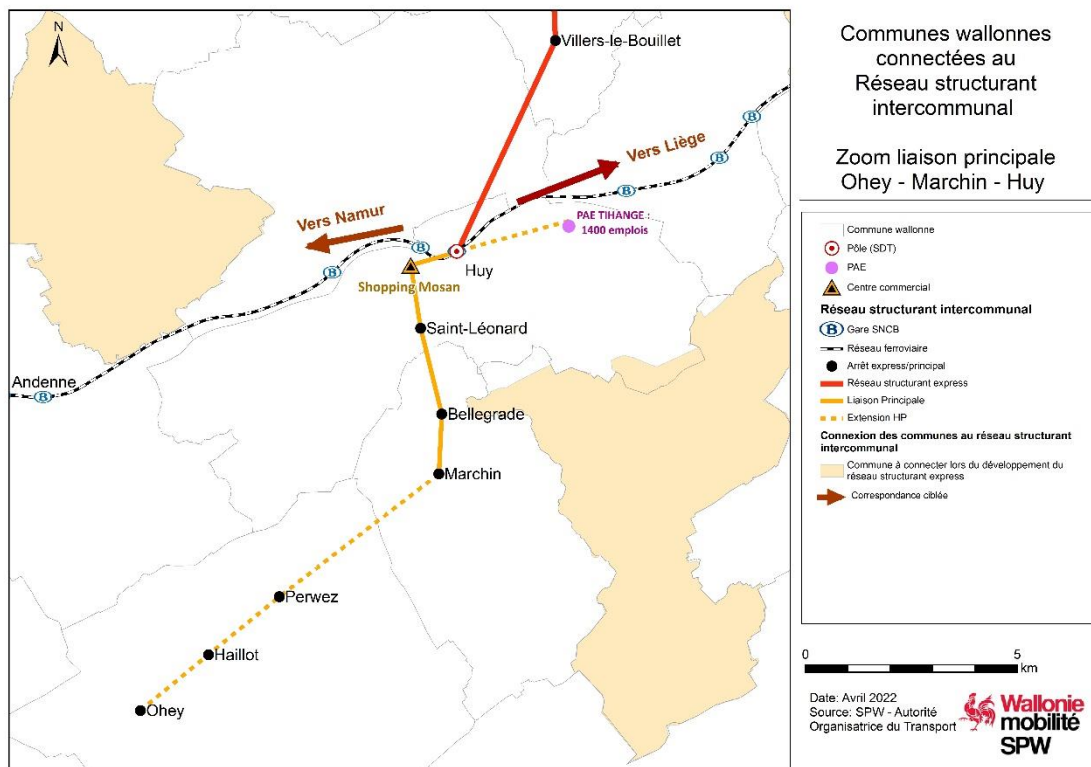 N
Villers-le-Bouillet
Vers Liège
Vers Namur
PAE TIHANGE :
1400 emplois
Huy
Shopping Mosan
Saint-Léonard
Andenne
Bellegrade
Marchin
Perwez
Haillot
Ohey
B
B
B
B
B
B
Communes wallonnes
connectées au
Réseau structurant
intercommunal
Zoom liaison principale
Ohey - Marchin - Huy
Commune wallonne
Pôle (SDT)
PAE
Centre commercial
Réseau structurant intercommunal
B Gare SNCB
Réseau ferroviaire
Arrêt express/principal
Réseau structurant express
Liaison Principale
Extension HP
Connexion des communes au réseau structurant
intercommunal
Commune à connecter lors du développement du
réseau structurant express
Correspondance ciblée
0 5
km
Date: Avril 2022
Source: SPW - Autorité
Organisatrice du Transport
Wallonie
mobilité
SPW